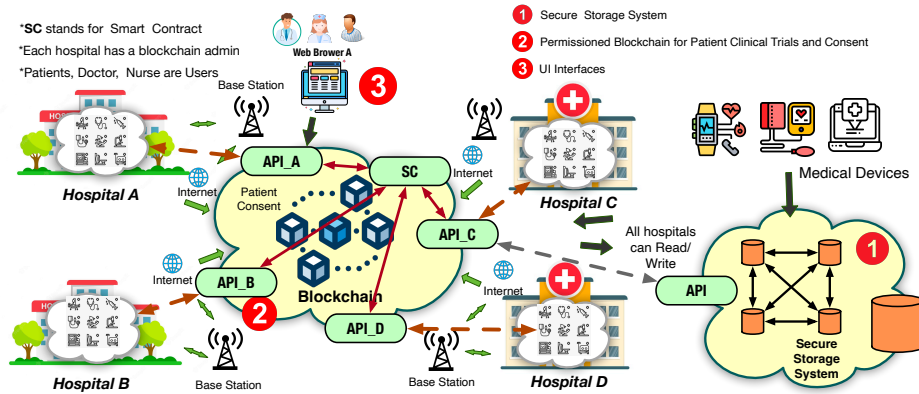 *SC stands for Smart Contract
*Each hospital has a blockchain admin
*Patients, Doctor, Nurse are Users
Web Brower A
3
1 Secure Storage System
2 Permissioned Blockchain for Patient Clinical Trials and Consent
3 UI Interfaces
Base Station
HOS
Hospital A
Internet
API_A
SC
Patient
Consent
Internet
Hospital C
Medical Devices
API_C
All hospitals
can Read/
Write
1
API
Internet
API_B
2
Blockchain
Internet
API_D
HOS
Hospital B
Base Station
Base Station
Hospital D
Secure
Storage
System